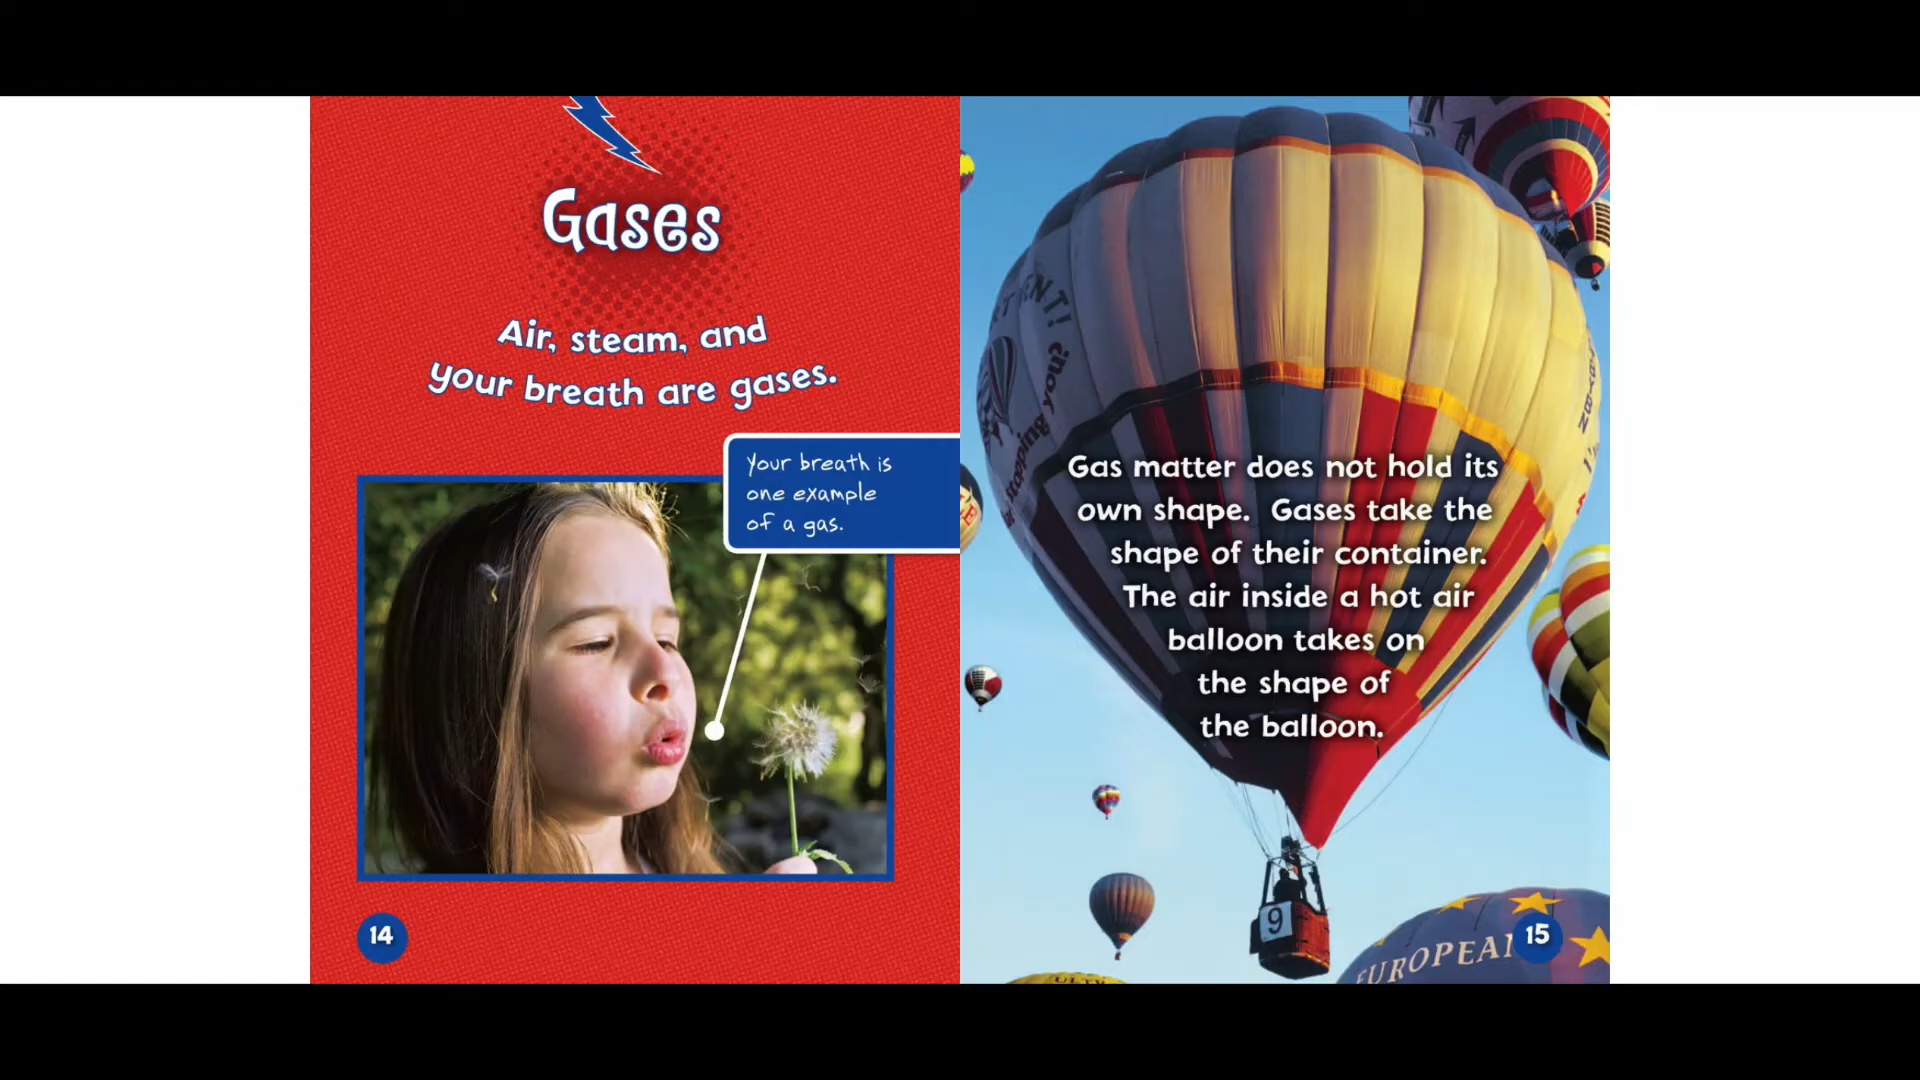 Gases
Air, steam, and
your breath are gases.
Your breath is
one example
of a gas.
14
Gas matter does not hold its
own shape. Gases take the
shape of their container.
The air inside a hot air
balloon takes on
the shape of
the balloon.
9
EUROPEAN
15